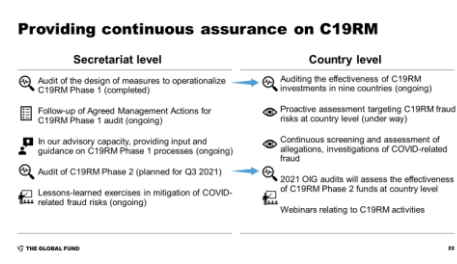 Providing continuous assurance on C19RM
Secretariat level
Audit of the design of measures to operationalize
C19RM Phase 1 (completed)
Follow-up of Agreed Management Actions for
C19RM Phase 1 audit (ongoing)
In our advisory capacity, providing input and
guidance on C19RM Phase 1 processes (ongoing)
Audit of C19RM Phase 2 (planned for Q3 2021)
Lessons-learned exercises in mitigation of COVID-
related fraud risks (ongoing)
Country level
Auditing the effectiveness of C19RM
investments in nine countries (ongoing)
Proactive assessment targeting C19RM fraud
risks at country level (under way)
Continuous screening and assessment of
allegations, investigations of COVID-related
fraud
2021 OIG audits will assess the effectiveness
of C19RM Phase 2 funds at country level
Webinars relating to C19RM activities
THE GLOBAL FUND